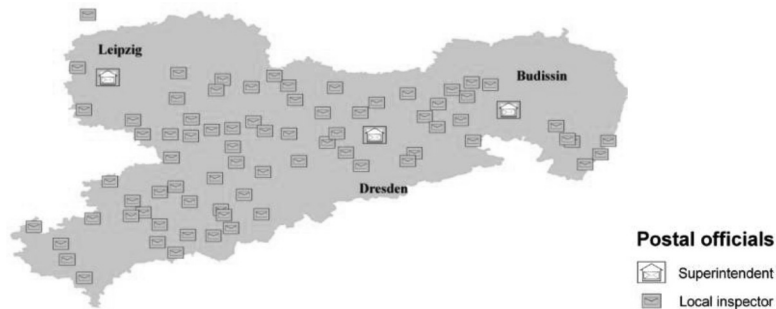 Leipzig
Budissin
Dresden
Postal officials
Superintendent
Local inspector